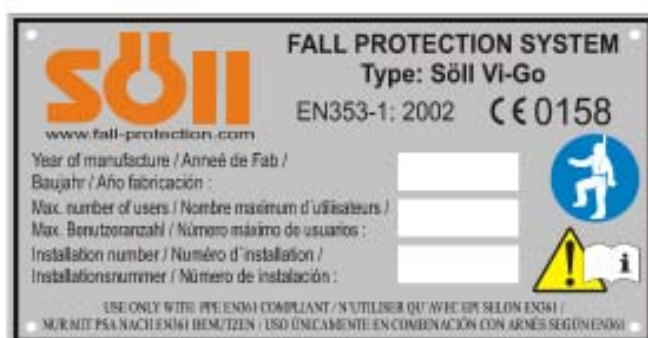 söll
www.fall-protection.com
FALL PROTECTION SYSTEM
Type: Söll Vi-Go
EN353-1: 2002 CE 0158
Year of manufacture / Anneé de Fab /
Baujahr / Año fabricación :
Max. number of users / Nombre maximum d´utilisateurs /
Max. Benutzeranzahl / Número máximo de usuarios :
Installation number / Numéro d´installation /
Installationsnummer / Número de instalación :
i
USE ONLY WITH PPE EN361 COMPLIANT / N'UTILISER QU'AVEC EPI SELON EN361 /
NUR MIT PSA NACH EN361 BENUTZEN / USO ÚNICAMENTE EN COMBINACIÓN CON ARNÉS SEGÚN EN361